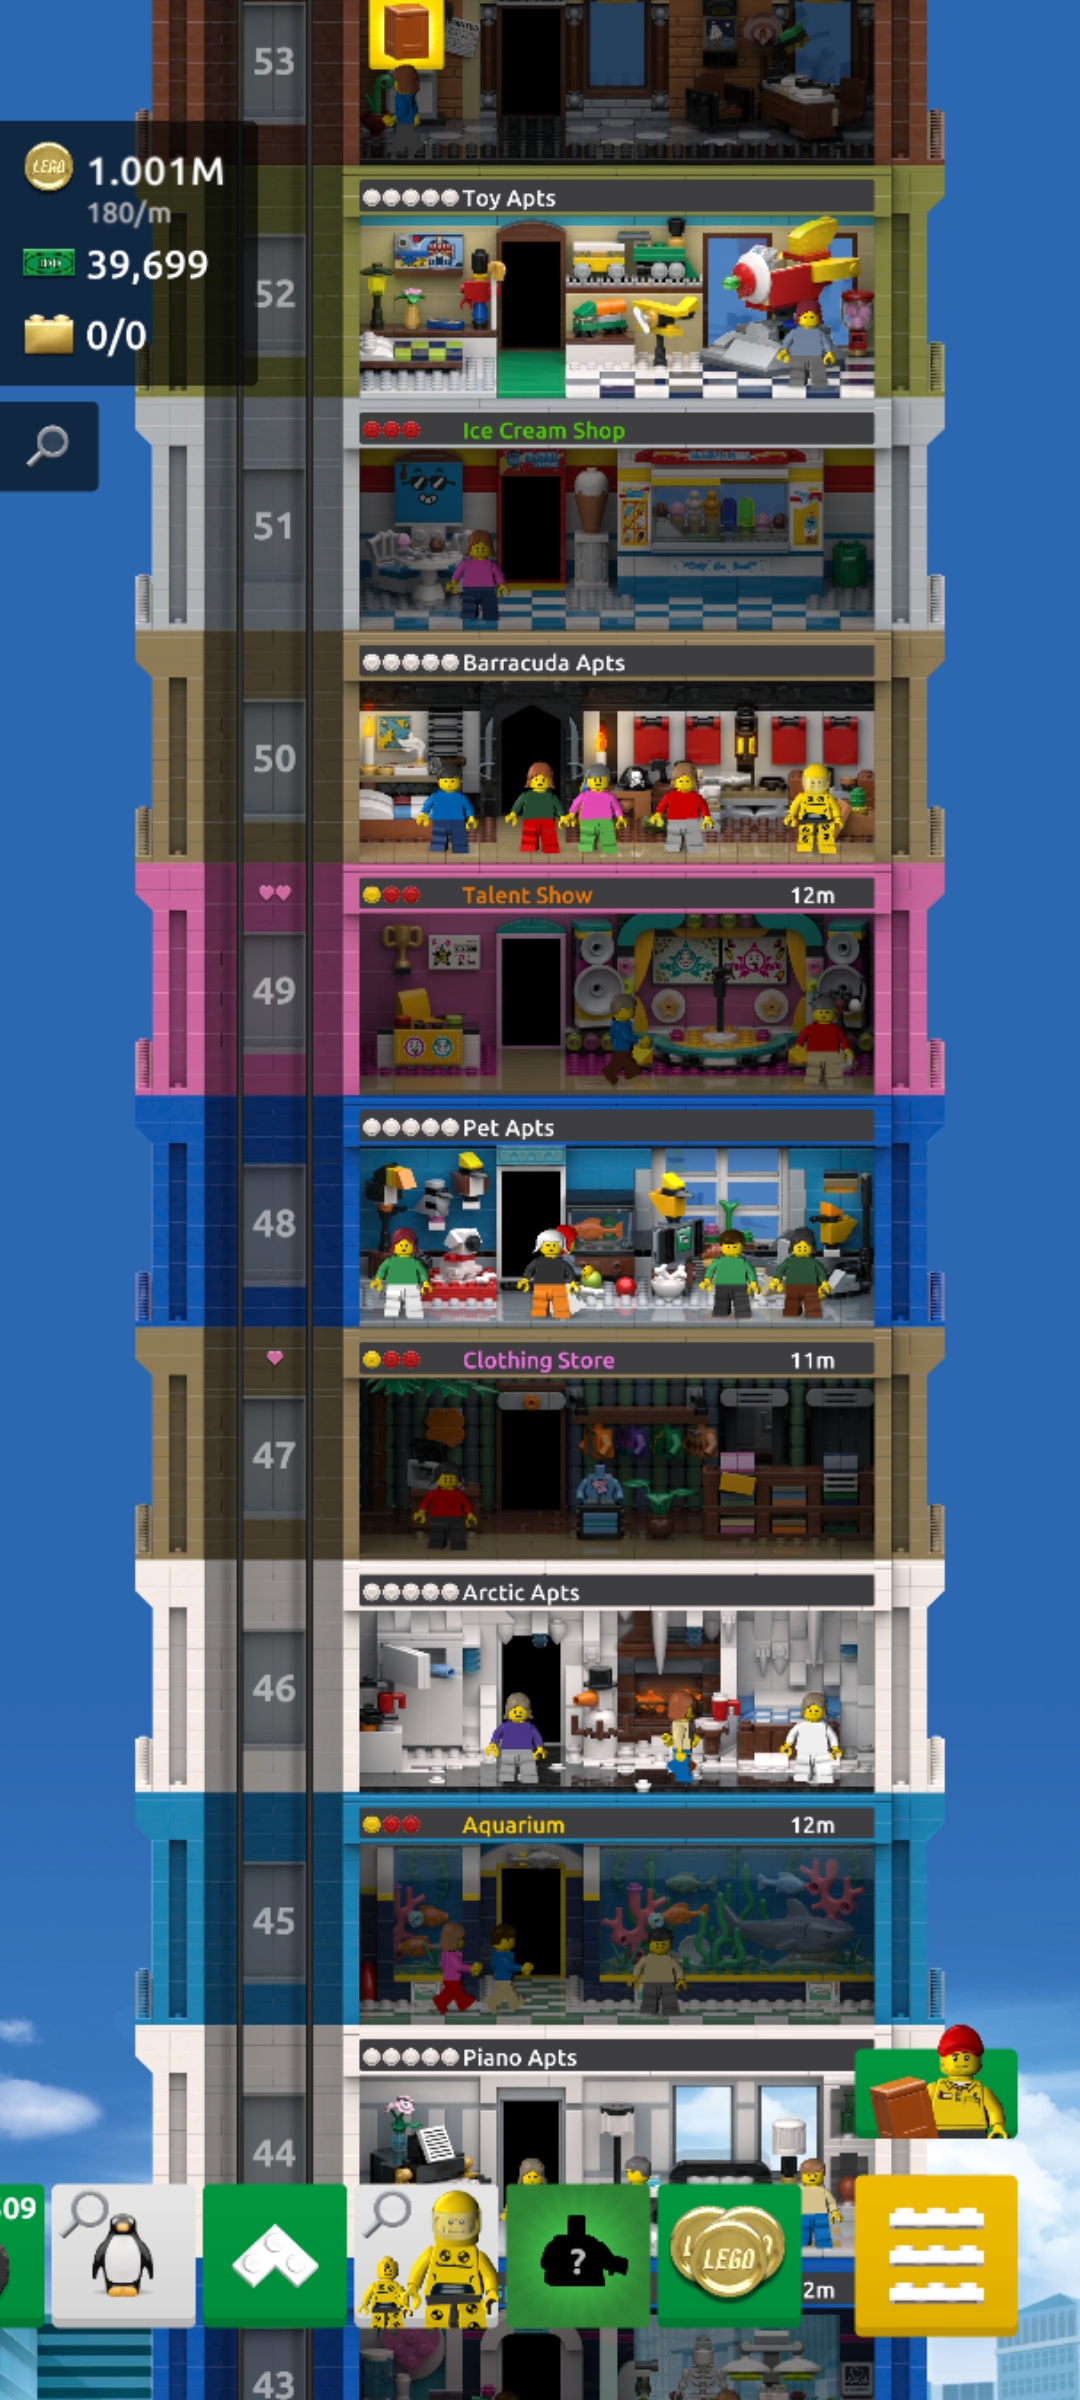 53
LEGO 1.001M
180/m
39,699
0/0
Toy Apts
52
Ice Cream Shop
51
Barracuda Apts
50
Talent Show 12m
49
Pet Apts
48
Clothing Store 11m
47
Arctic Apts
46
Aquarium 12m
45
Piano Apts
44
09
?
LEGO
2m
43